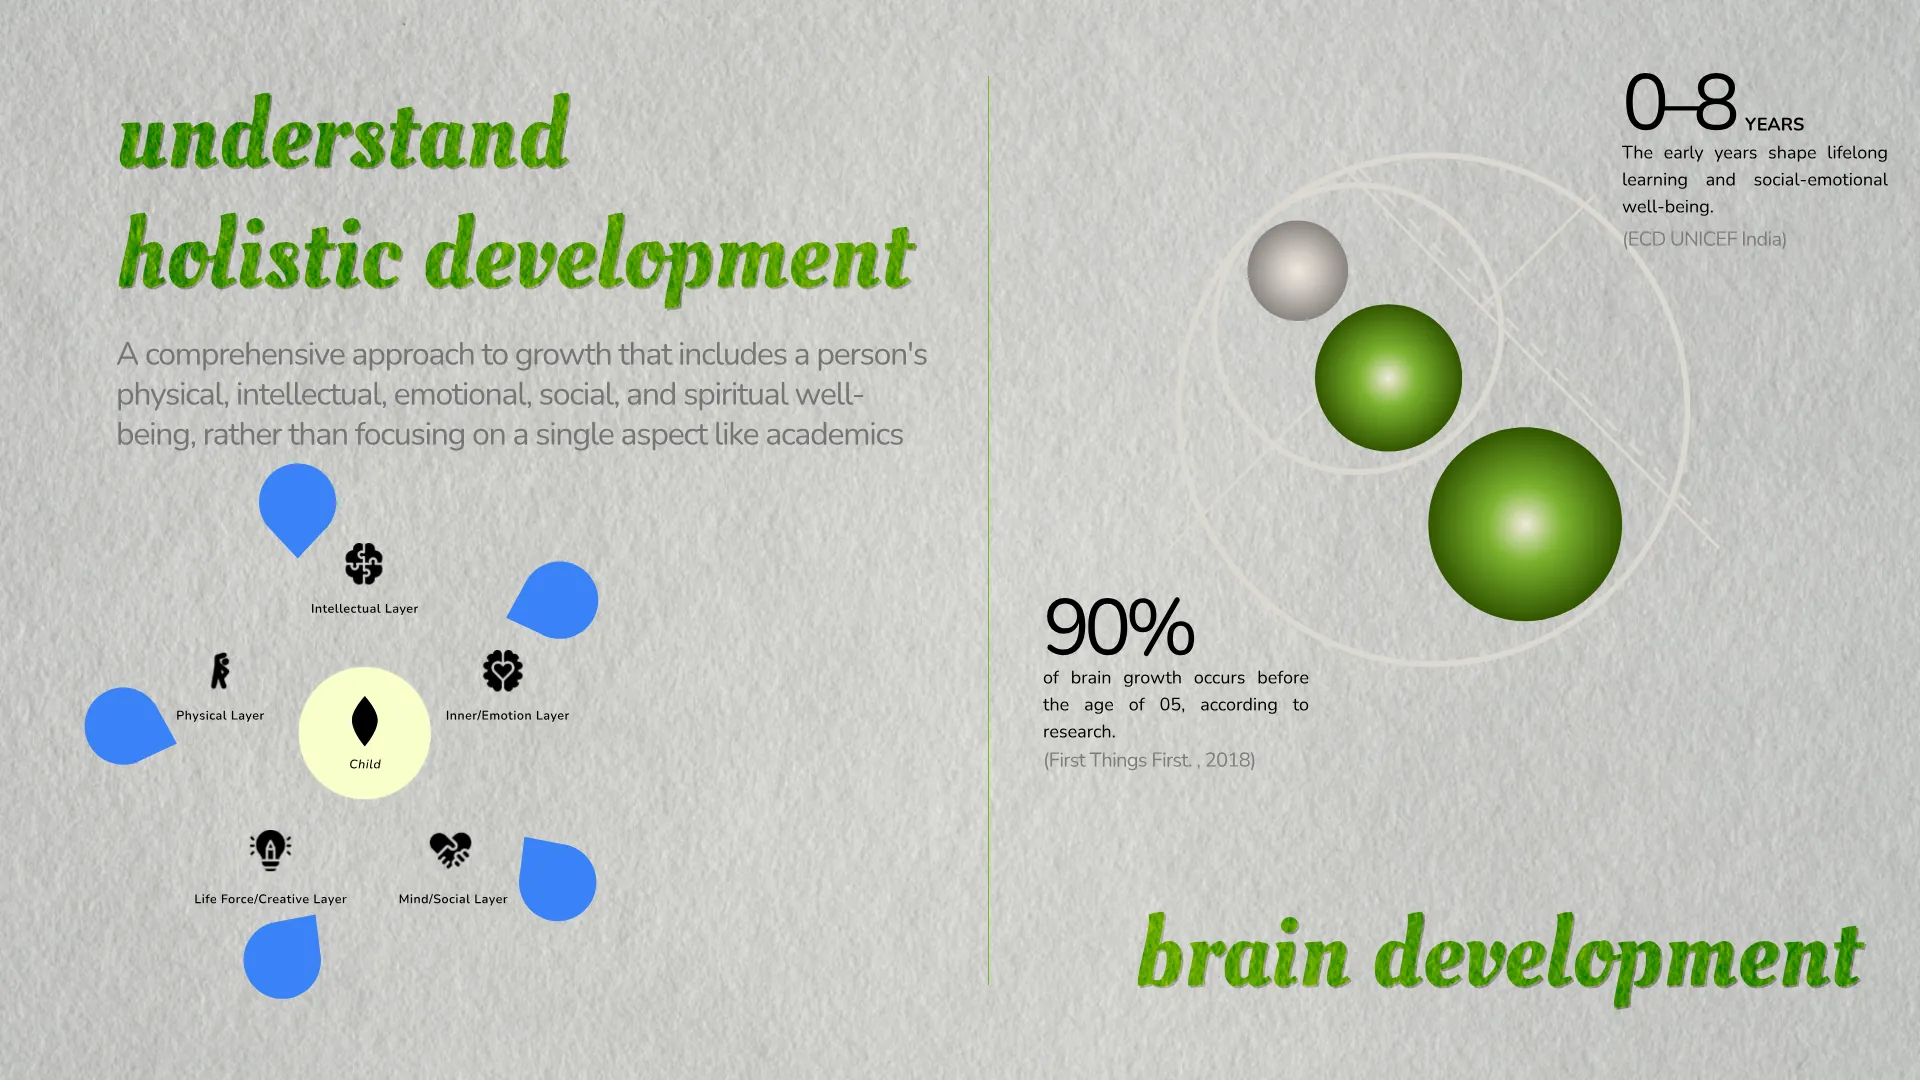 understand
holistic development
A comprehensive approach to growth that includes a person's
physical, intellectual, emotional, social, and spiritual well-
being, rather than focusing on a single aspect like academics
Intellectual Layer
Physical Layer
Inner/Emotion Layer
Child
Life Force/Creative Layer
Mind/Social Layer
0–8 YEARS
The early years shape lifelong
learning and social-emotional
well-being.
(ECD UNICEF India)
90%
of brain growth occurs before
the age of 05, according to
research.
(First Things First. , 2018)
brain development